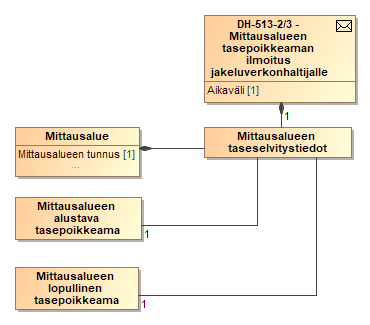 DH-513-2/3 -
Mittausalueen
tasepoikkeaman
ilmoitus
jakeluverkonhaltijalle
Aikaväli [1]
1
Mittausalue
Mittausalueen tunnus [1]
...
Mittausalueen
taseselvitystiedot
Mittausalueen
alustava
tasepoikkeama
1
Mittausalueen
lopullinen
tasepoikkeama
1